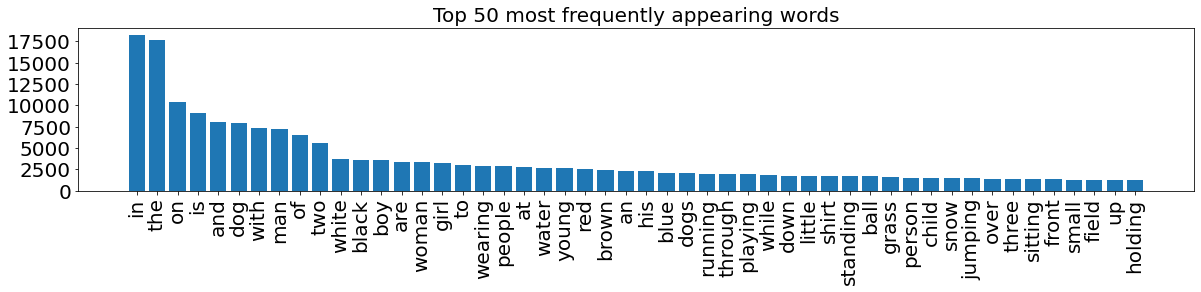 Top 50 most frequently appearing words
17500
15000
12500
10000
7500
5000
2500
0
in
the
on
is
and
dog
with
man
of
two
white
black
boy
are
woman
girl
to
wearing
people
at
water
young
red
brown
an
his
blue
dogs
running
through
playing
while
down
little
shirt
standing
ball
grass
person
child
snow
jumping
over
three
sitting
front
small
field
up
holding